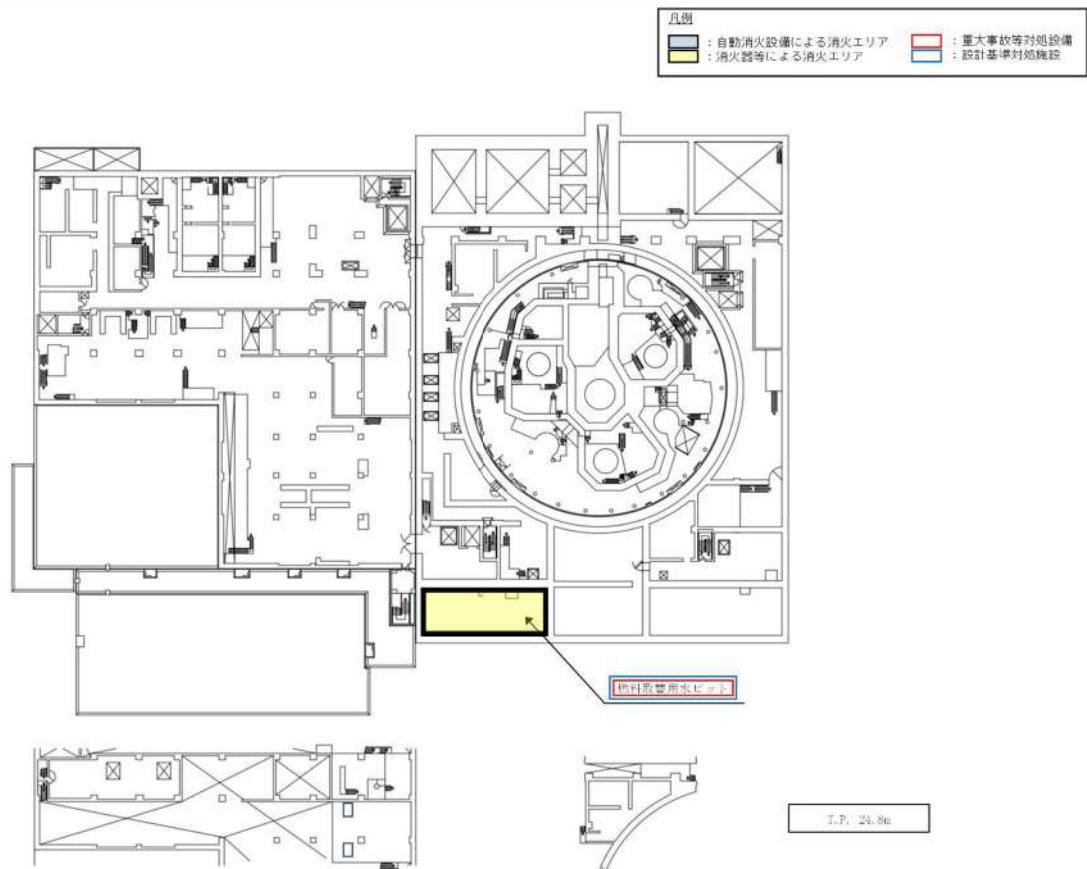 凡例
：自動消火設備による消火エリア
：消火器等による消火エリア
：重大事故等対処設備
：設計基準対処施設
燃料取替用水ピット
T.P. 24.8m